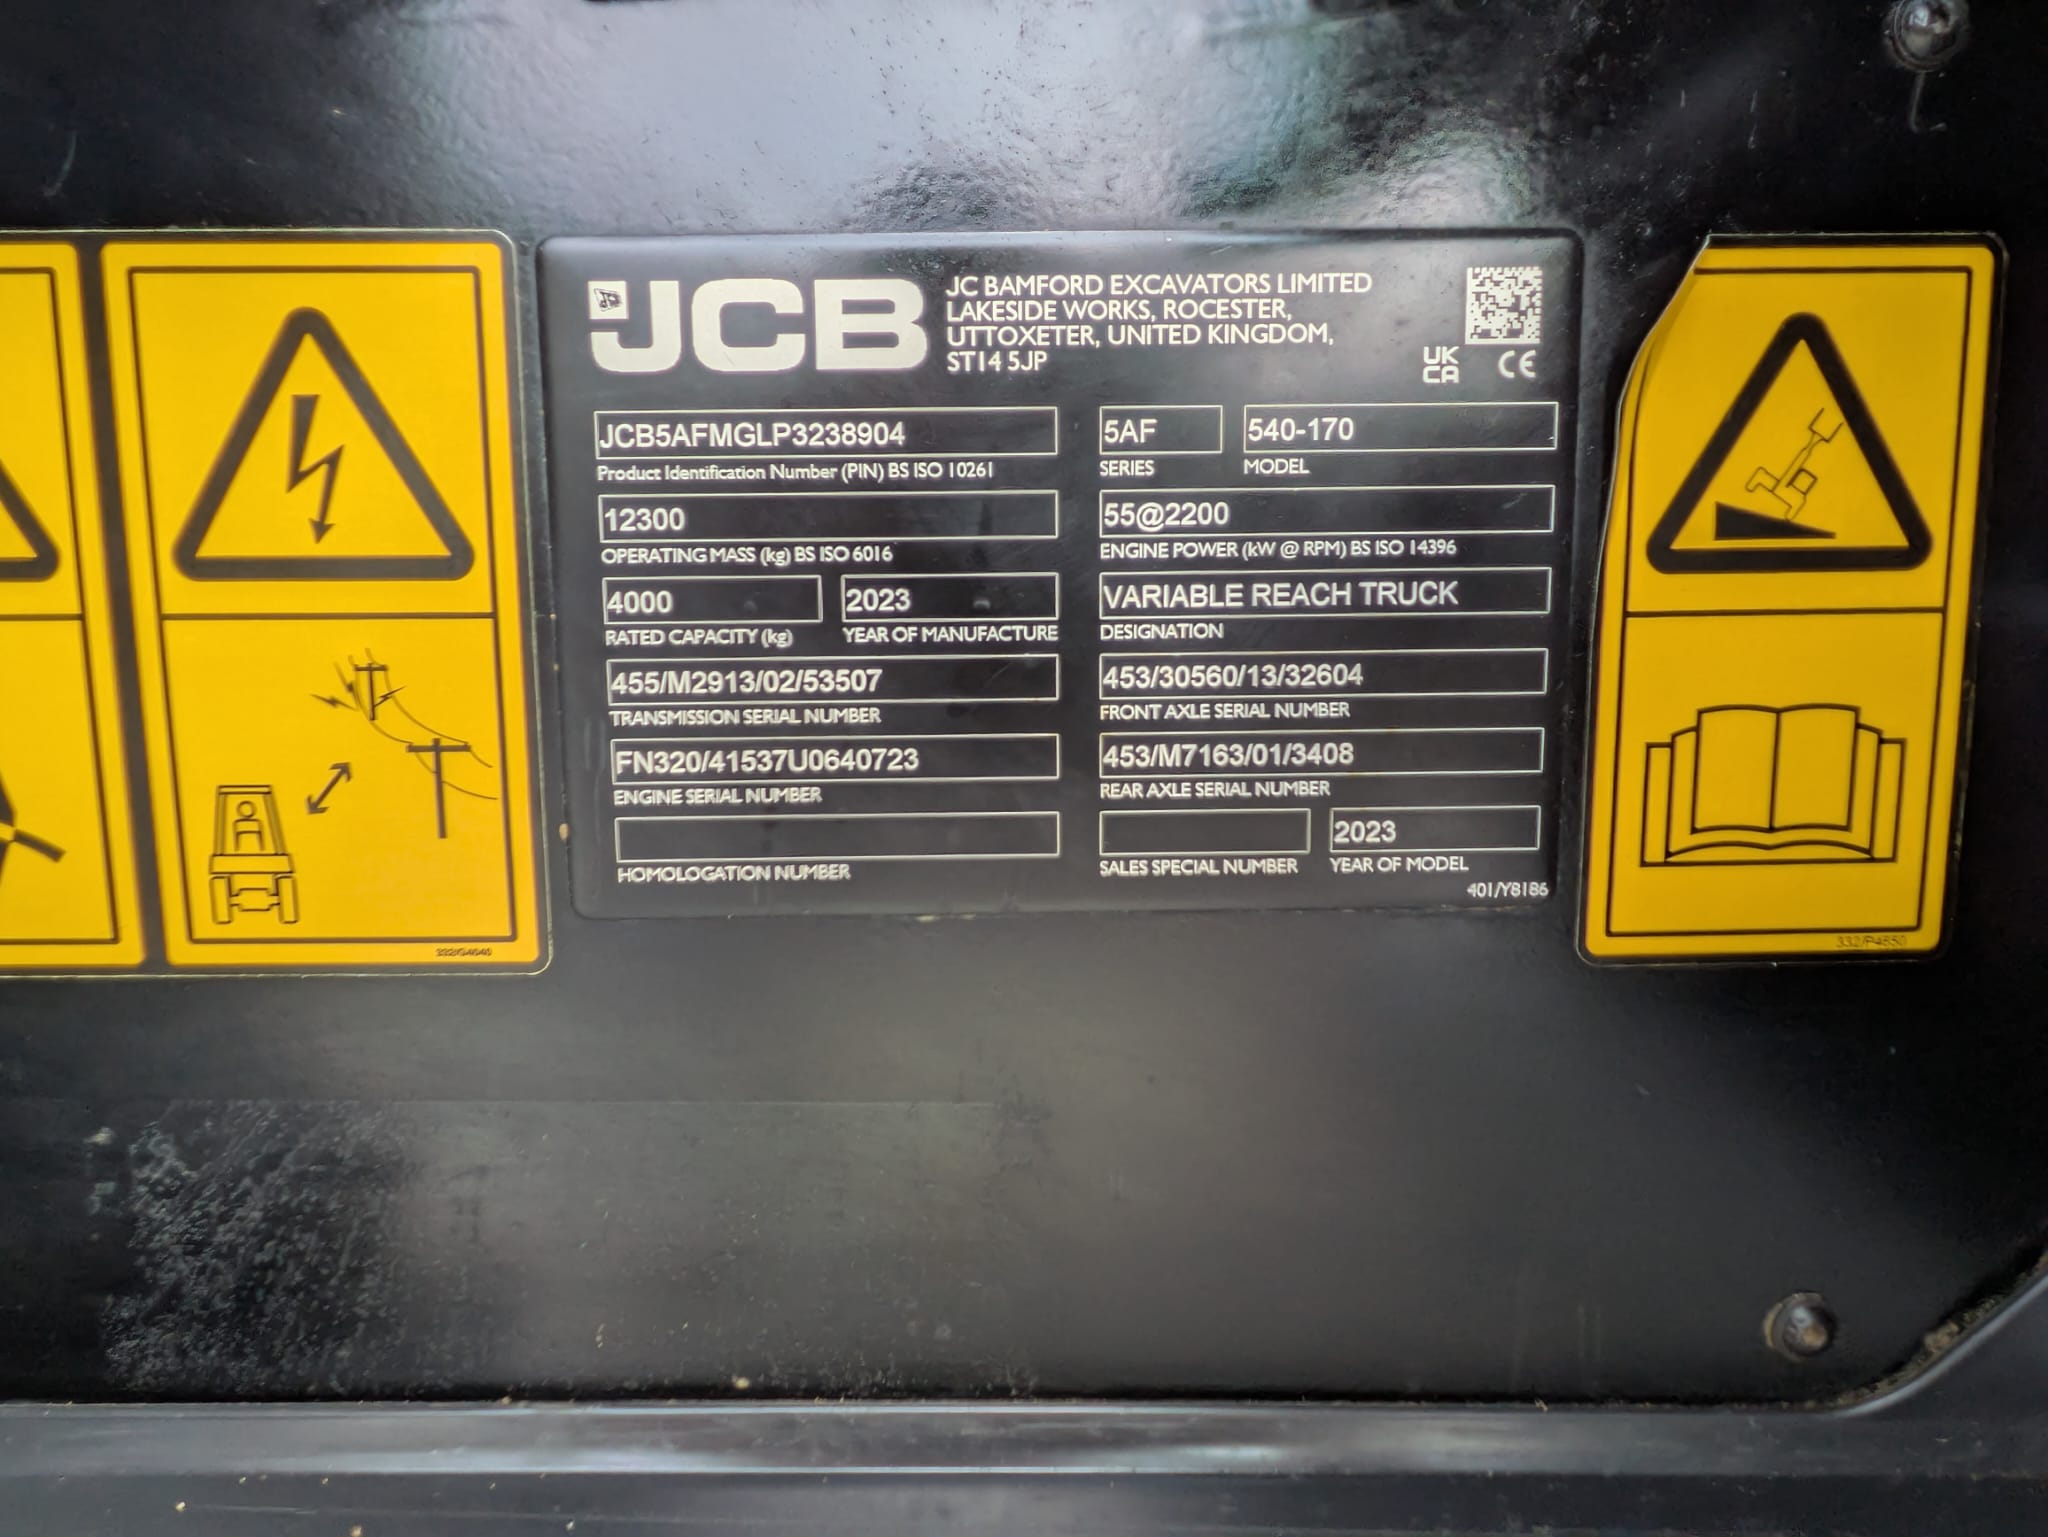 JCB
JC BAMFORD EXCAVATORS LIMITED
LAKESIDE WORKS, ROCESTER,
UTTOXETER, UNITED KINGDOM,
ST14 5JP
UK
CA
CE
JCB5AFMGLP3238904
Product Identification Number (PIN) BS ISO 10261
5AF
SERIES
540-170
MODEL
12300
OPERATING MASS (kg) BS ISO 6016
55@2200
ENGINE POWER (kW @ RPM) BS ISO 14396
4000
RATED CAPACITY (kg)
2023
YEAR OF MANUFACTURE
VARIABLE REACH TRUCK
DESIGNATION
455/M2913/02/53507
TRANSMISSION SERIAL NUMBER
453/30560/13/32604
FRONT AXLE SERIAL NUMBER
FN320/41537U0640723
ENGINE SERIAL NUMBER
453/M7163/01/3408
REAR AXLE SERIAL NUMBER
HOMOLOGATION NUMBER
SALES SPECIAL NUMBER
2023
YEAR OF MODEL
401/Y8186
332/G4640
332/P4650